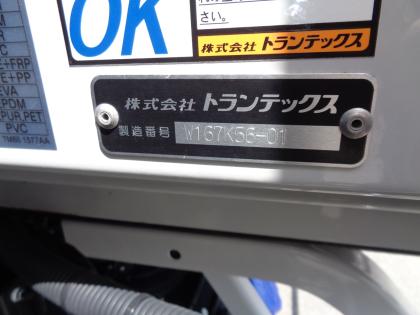 OK
さい。
株式会社 トランテックス
株式会社 トランテックス
製造番号 V167K56-01
PVC
E+FRP
PE+PP
EVA
PDM
PUR,PET
PVC